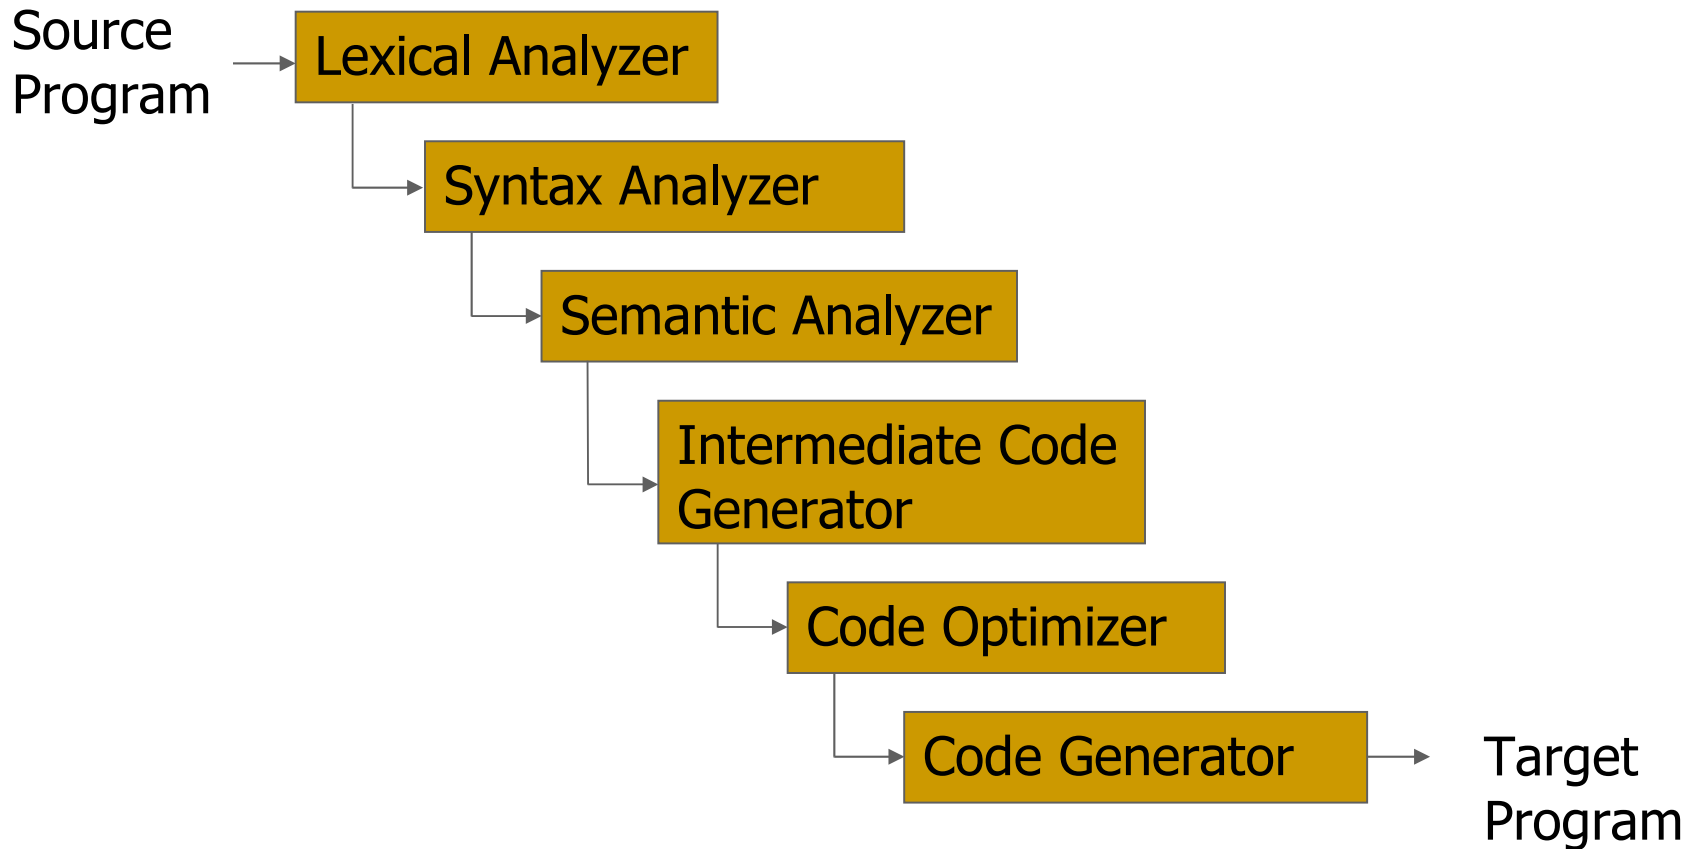 Source
Program
Lexical Analyzer
Syntax Analyzer
Semantic Analyzer
Intermediate Code
Generator
Code Optimizer
Code Generator
Target
Program